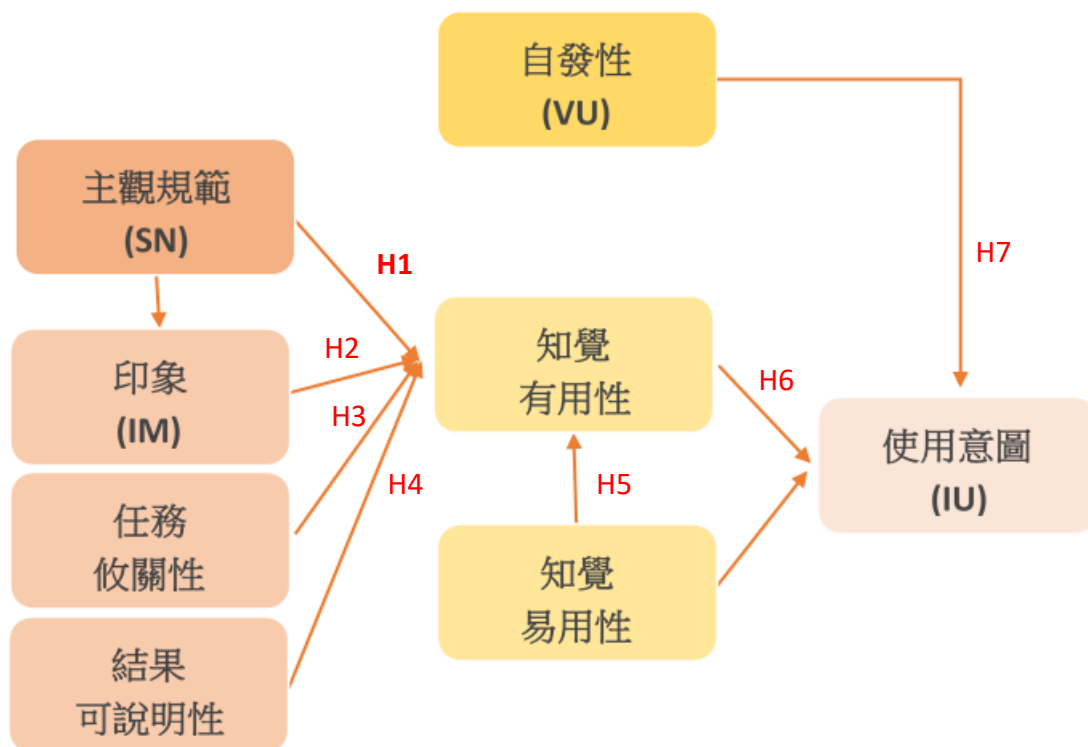 自發性
(VU)
主觀規範
(SN)
H1
H7
印象
(IM)
H2
知覺
有用性
H6
H3
使用意圖
(IU)
任務
攸關性
H4
H5
知覺
易用性
結果
可說明性